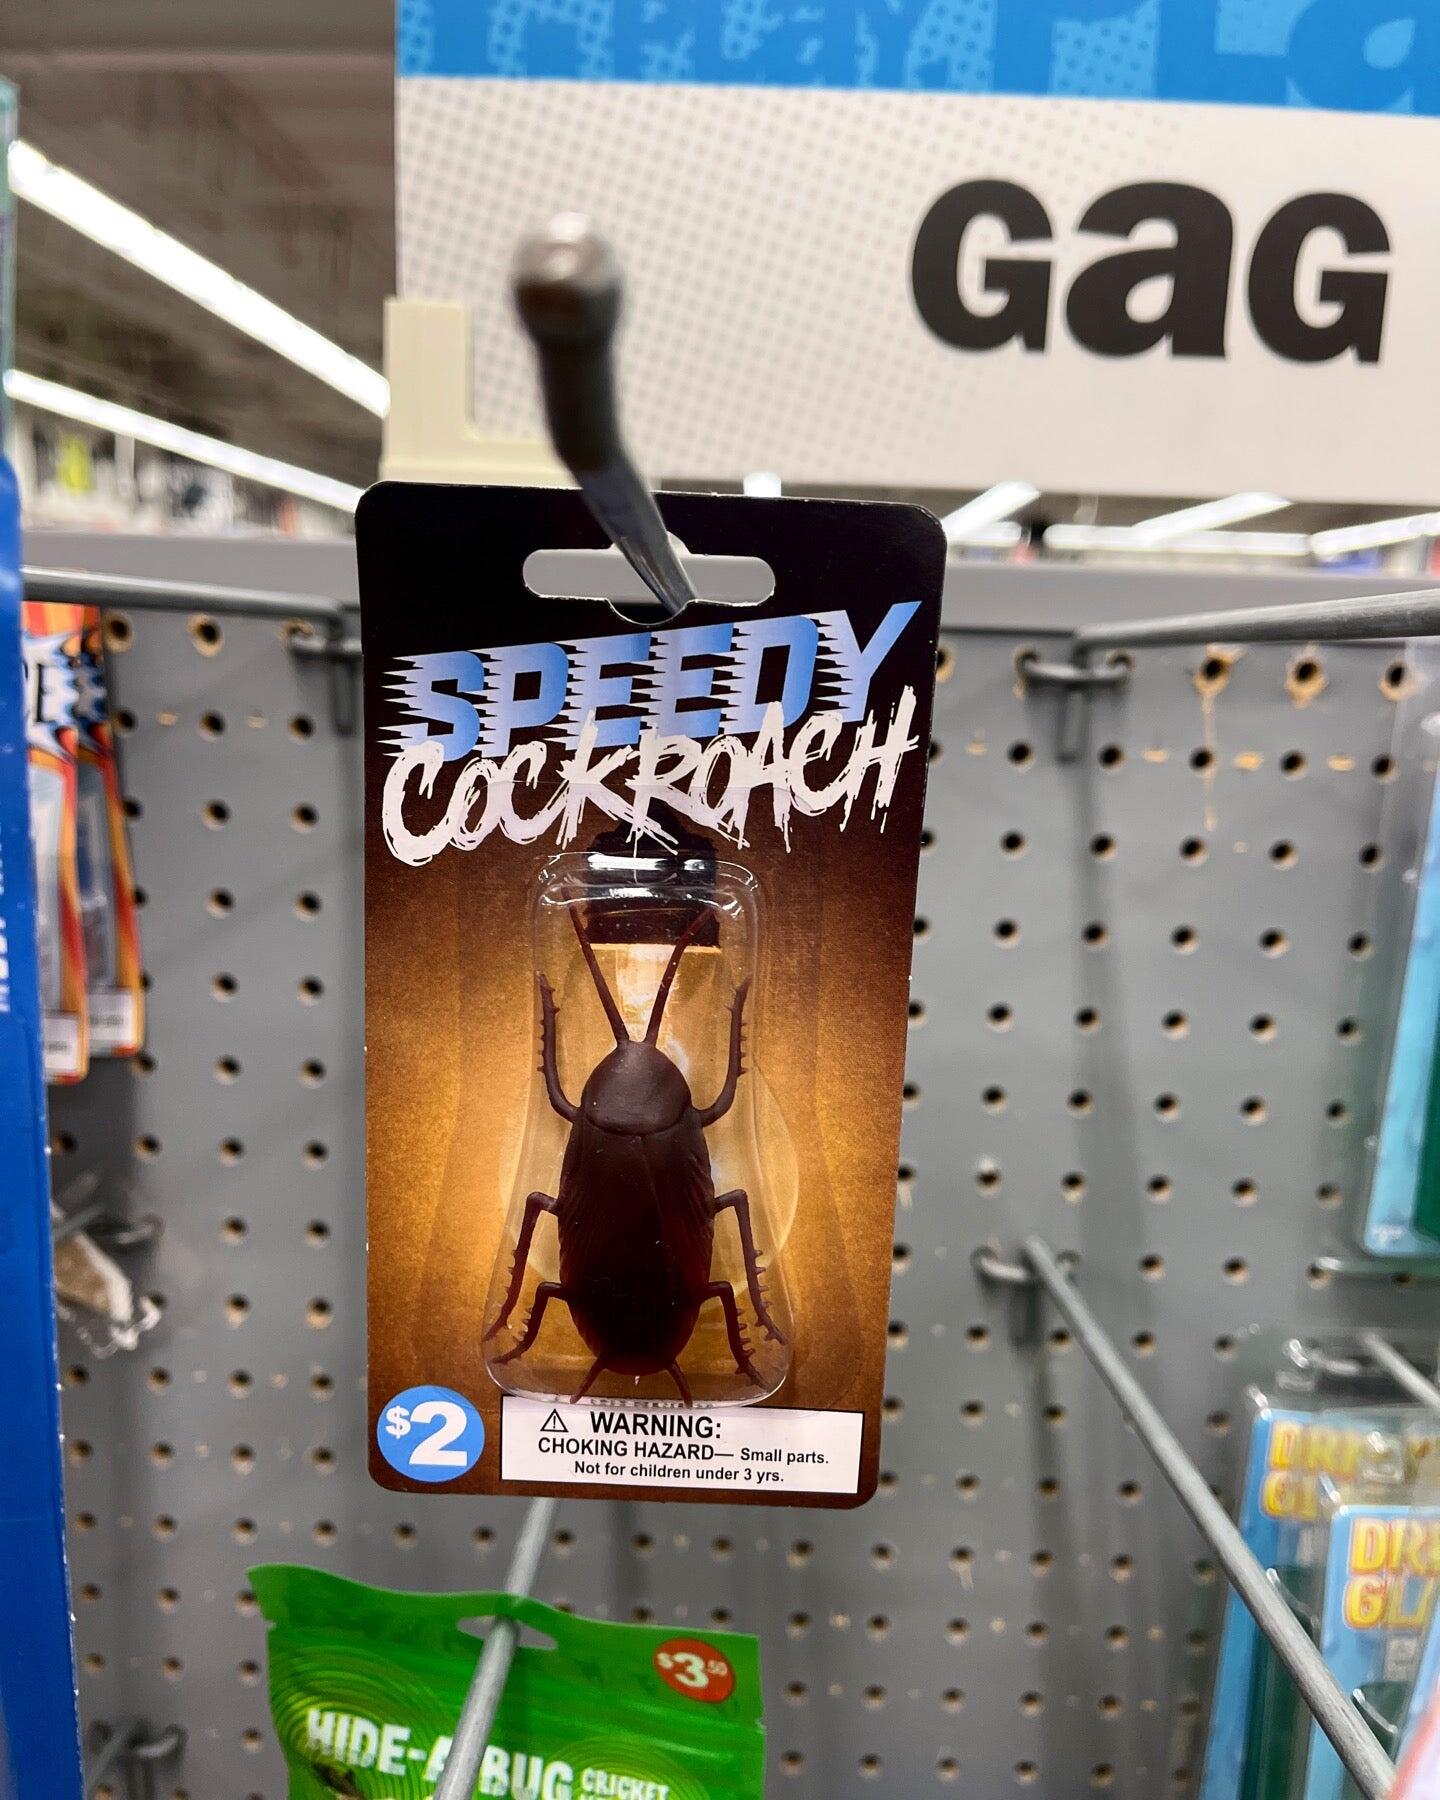 GaG
SPEEDY
COCKROACH
$2
WARNING:
CHOKING HAZARD— Small parts.
Not for children under 3 yrs.
$3.50
HIDE-A-BUG CRICKET